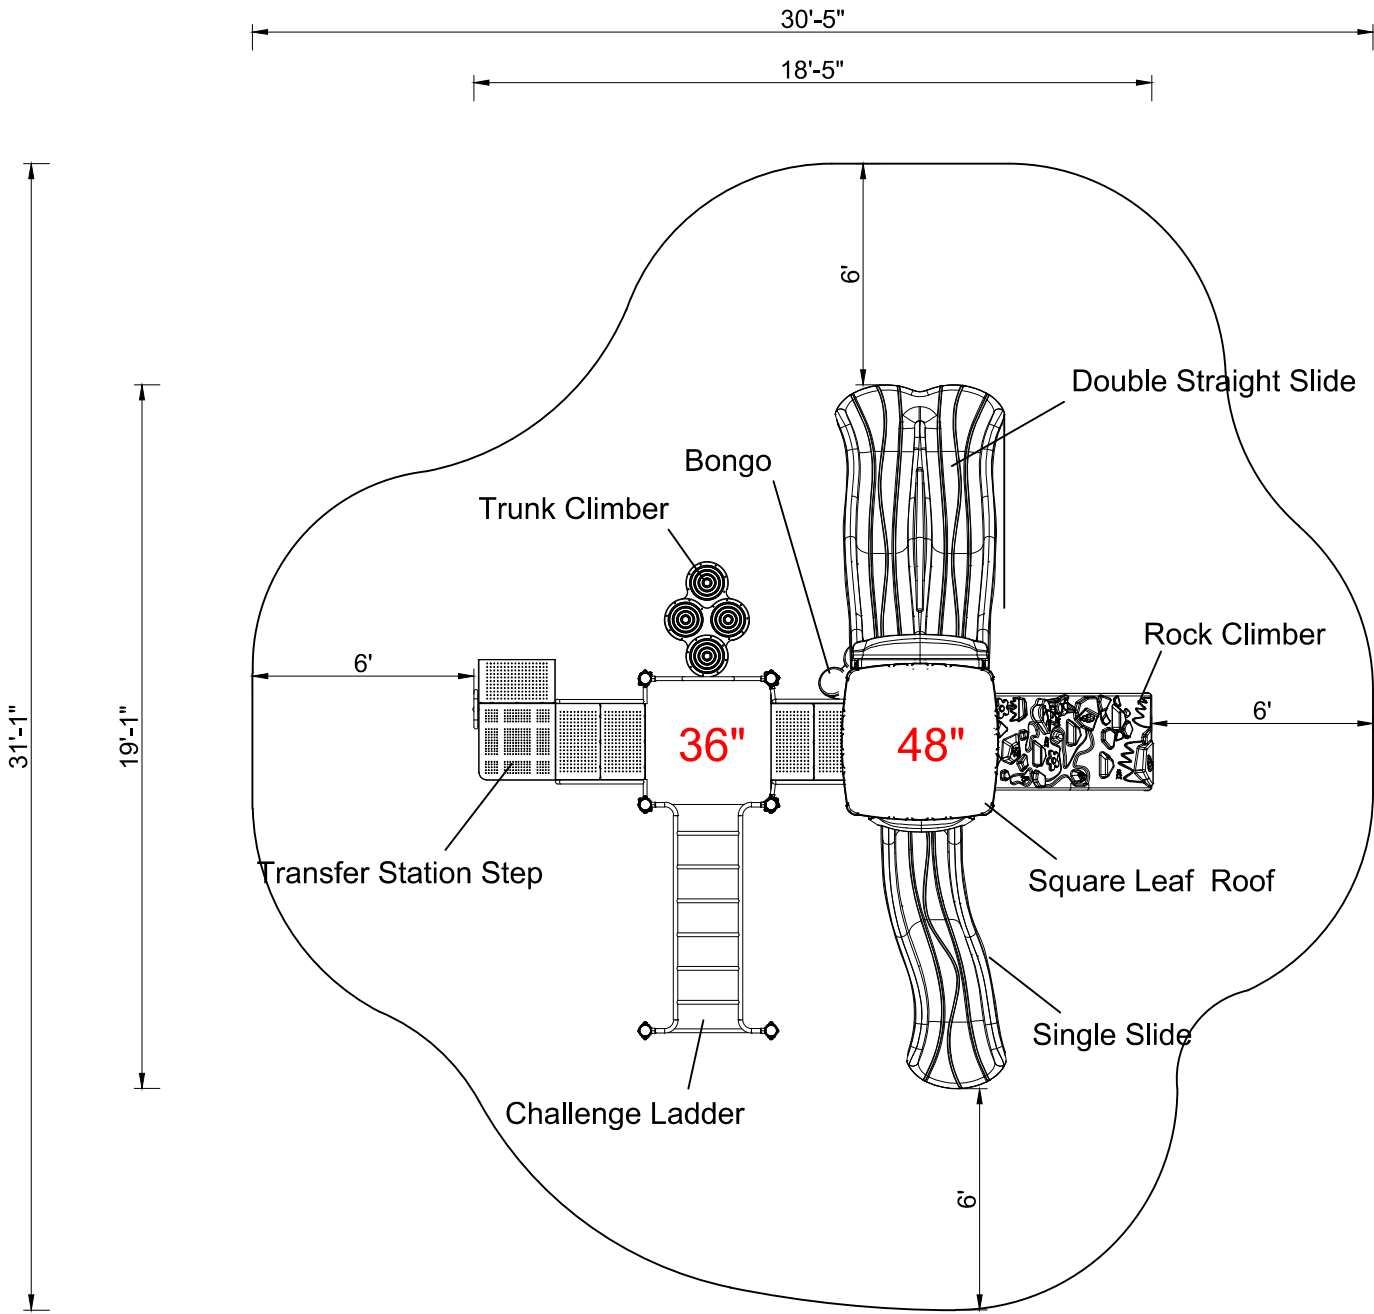 30'-5"
18'-5"
6'
Double Straight Slide
Bongo
Trunk Climber
Rock Climber
6'
6'
31'-1"
19'-1"
36"
48"
Transfer Station Step
Square Leaf Roof
Single Slide
Challenge Ladder
6'